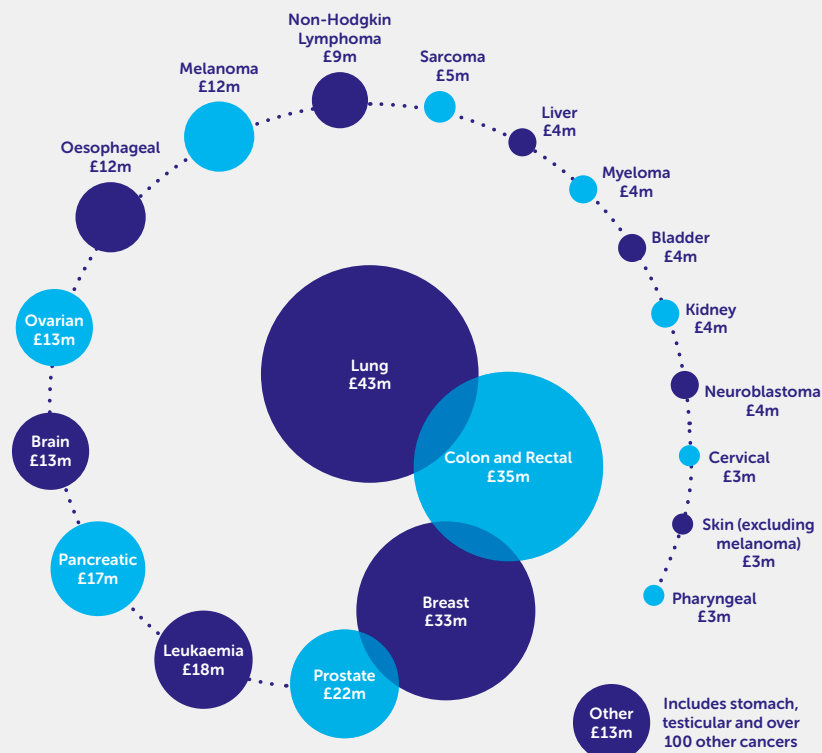 Non-Hodgkin
Lymphoma
£9m
Sarcoma
£5m
Melanoma
£12m
Liver
£4m
Oesophageal
£12m
Myeloma
£4m
Bladder
£4m
Ovarian
£13m
Kidney
£4m
Lung
£43m
Neuroblastoma
£4m
Brain
£13m
Colon and Rectal
£35m
Cervical
£3m
Skin (excluding
melanoma)
£3m
Pancreatic
£17m
Breast
£33m
Pharyngeal
£3m
Leukaemia
£18m
Prostate
£22m
Other
£13m
Includes stomach,
testicular and over
100 other cancers